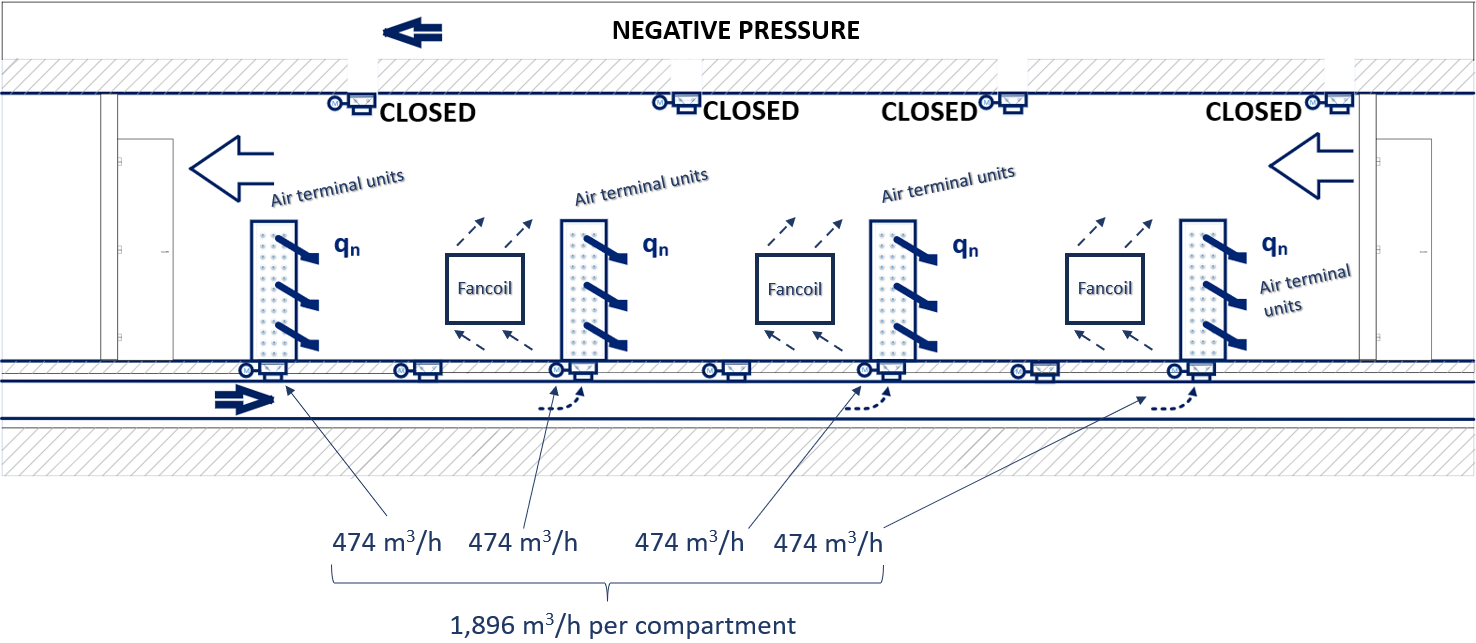 NEGATIVE PRESSURE
CLOSED
CLOSED
CLOSED
CLOSED
Air terminal units
Air terminal units
Air terminal units
qₙ
qₙ
qₙ
qₙ
Air terminal
units
Fancoil
Fancoil
Fancoil
474 m³/h
474 m³/h
474 m³/h
474 m³/h
1,896 m³/h per compartment